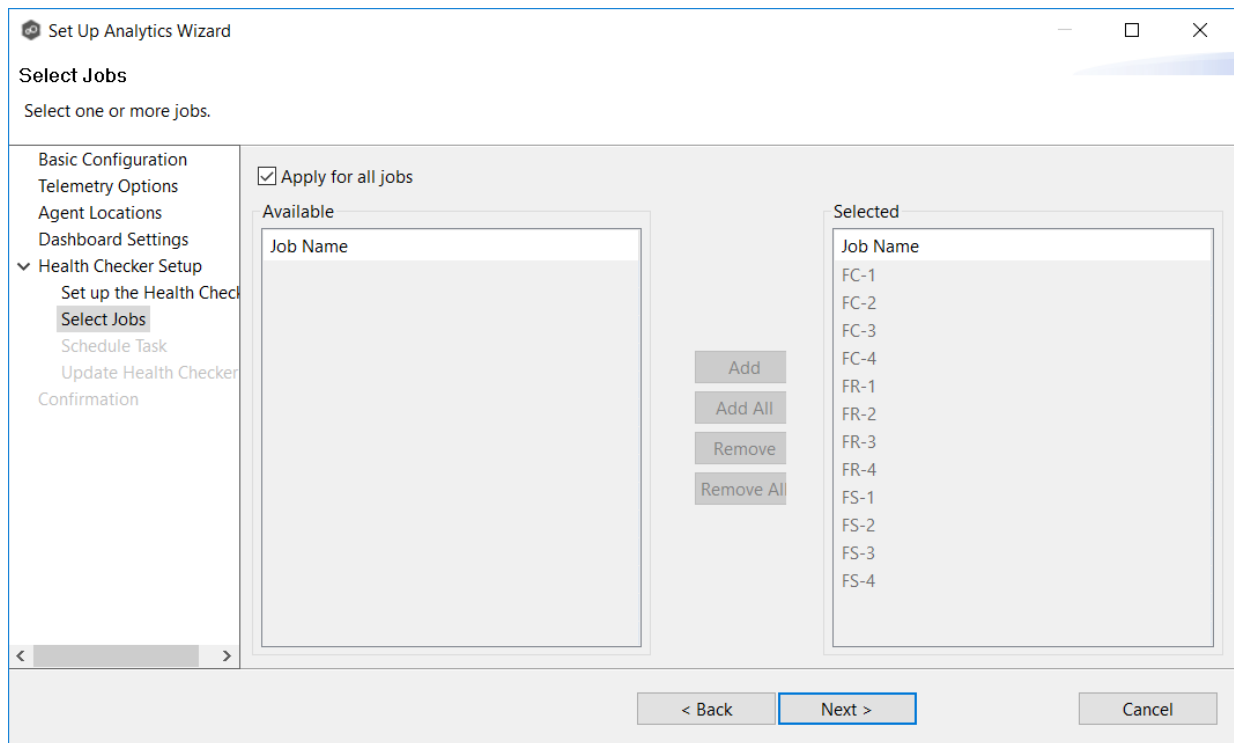 Set Up Analytics Wizard
Select Jobs
Select one or more jobs.
Basic Configuration
Telemetry Options
Agent Locations
Dashboard Settings
Health Checker Setup
Set up the Health Check
Select Jobs
Schedule Task
Update Health Checker
Confirmation
Apply for all jobs
Available
Job Name
Add
Add All
Remove
Remove All
Selected
Job Name
FC-1
FC-2
FC-3
FC-4
FR-1
FR-2
FR-3
FR-4
FS-1
FS-2
FS-3
FS-4
< Back
Next >
Cancel